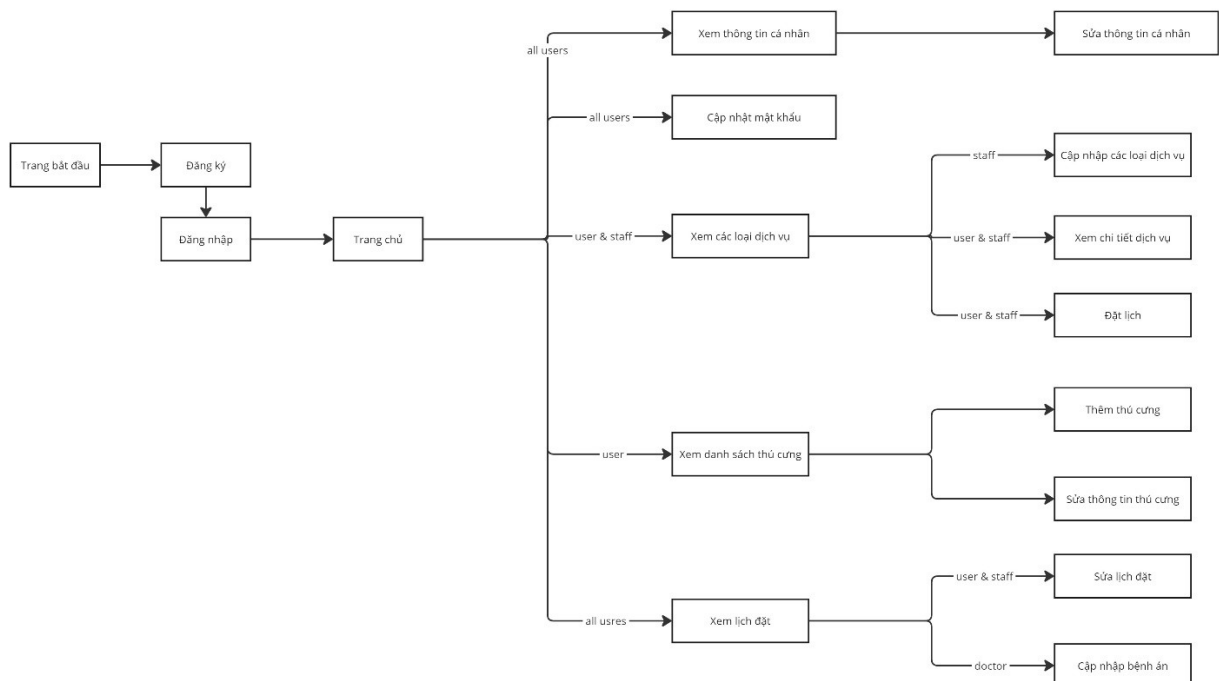 Xem thông tin cá nhân
Sửa thông tin cá nhân
all users
all users
Cập nhật mật khẩu
Trang bắt đầu
Đăng ký
staff
Cập nhập các loại dịch vụ
Đăng nhập
Trang chủ
user & staff
Xem các loại dịch vụ
user & staff
Xem chi tiết dịch vụ
user & staff
Đặt lịch
Thêm thú cưng
user
Xem danh sách thú cưng
Sửa thông tin thú cưng
user & staff
Sửa lịch đặt
all usres
Xem lịch đặt
doctor
Cập nhập bệnh án